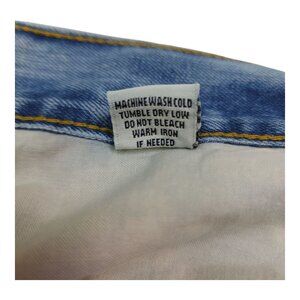 MACHINE WASH COLD
TUMBLE DRY LOW
DO NOT BLEACH
WARM IRON
IF NEEDED